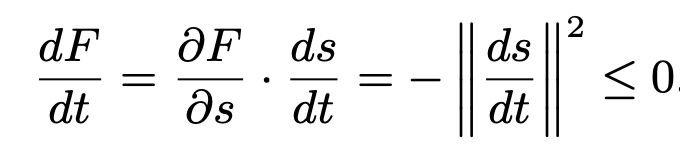 dF/dt = ∂F/∂s · ds/dt = − ‖ds/dt‖² ≤ 0.